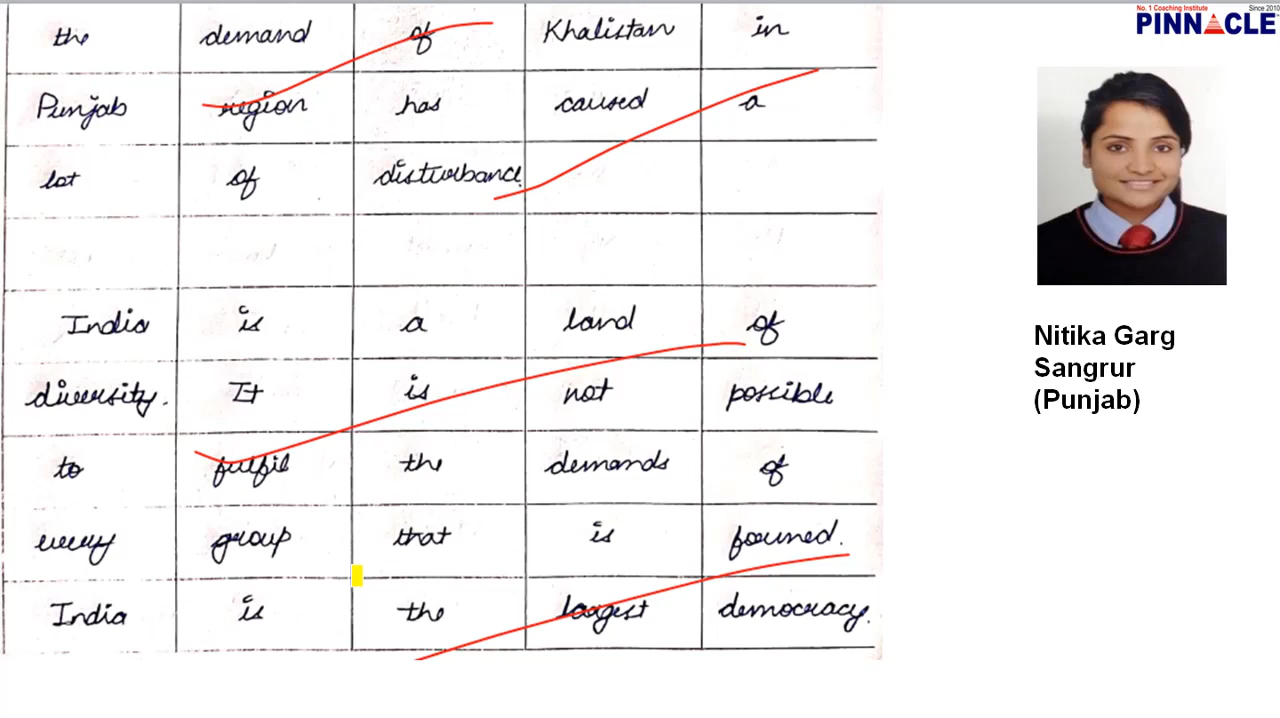 the demand of Khalistan in
Punjab region has caused a
lot of disturbance.
India is a land of
diversity. It is not possible
to fulfil the demands of
every group that is formed.
India is the largest democracy.
No. 1 Coaching Institute Since 2010
PINNACLE
Nitika Garg
Sangrur
(Punjab)